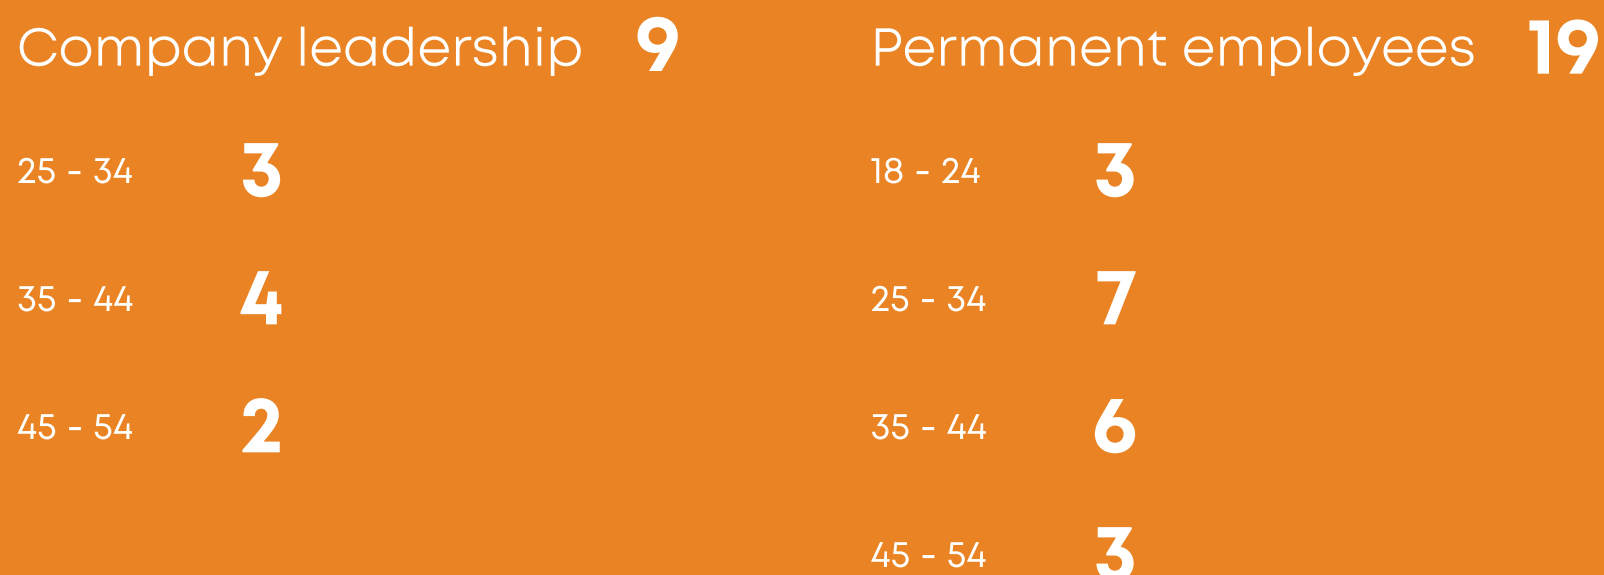 Company leadership 9
25 - 34 3
35 - 44 4
45 - 54 2
Permanent employees 19
18 - 24 3
25 - 34 7
35 - 44 6
45 - 54 3